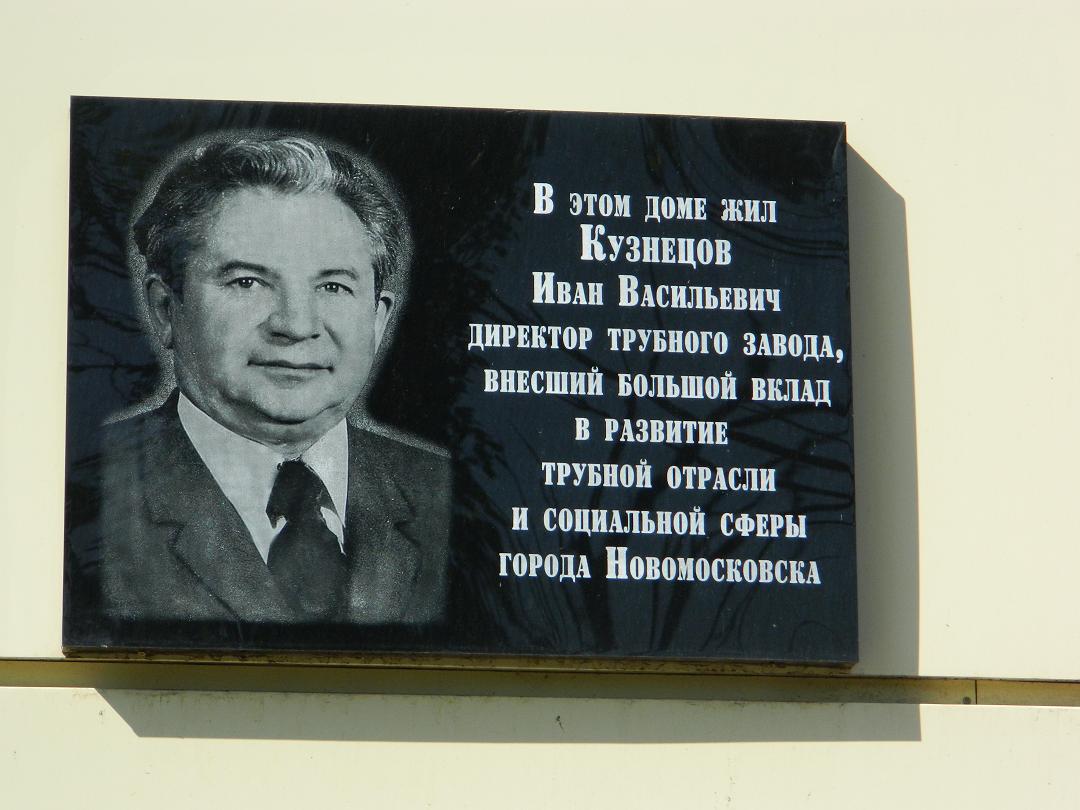 В этом доме жил
Кузнецов
Иван Васильевич
директор трубного завода,
внесший большой вклад
в развитие
трубной отрасли
и социальной сферы
города Новомосковска